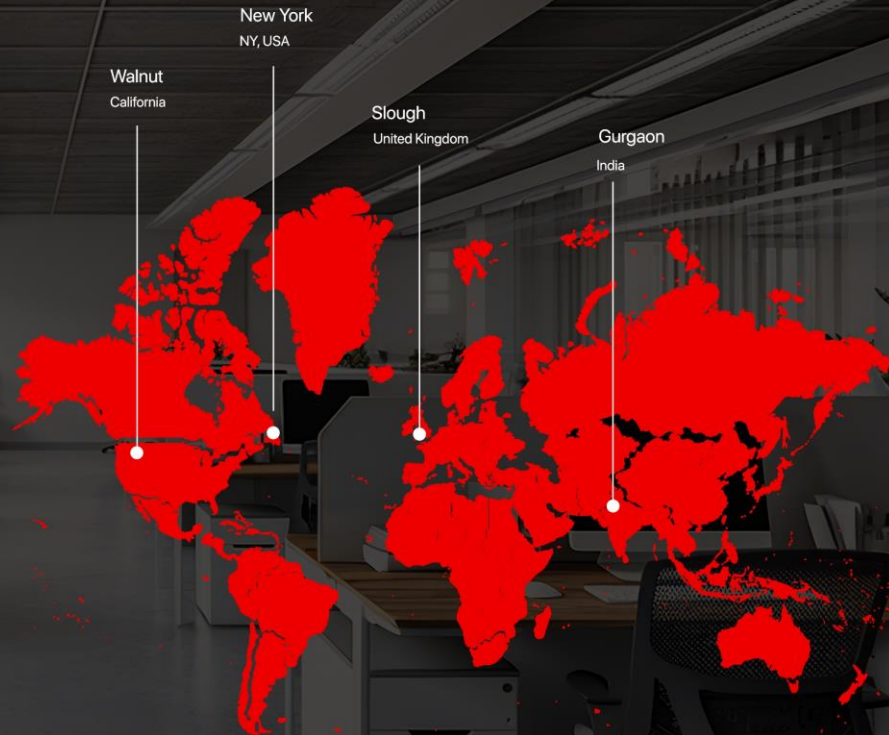 New York
NY, USA
Walnut
California
Slough
United Kingdom
Gurgaon
India